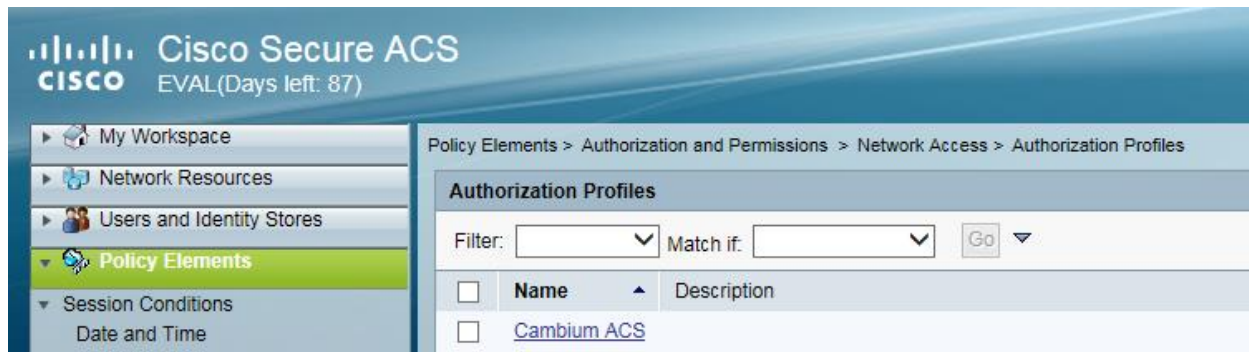 Cisco Secure ACS
CISCO EVAL(Days left: 87)
My Workspace
Network Resources
Users and Identity Stores
Policy Elements
Session Conditions
Date and Time
Policy Elements > Authorization and Permissions > Network Access > Authorization Profiles
Authorization Profiles
Filter: Match if: Go
Name Description
Cambium ACS